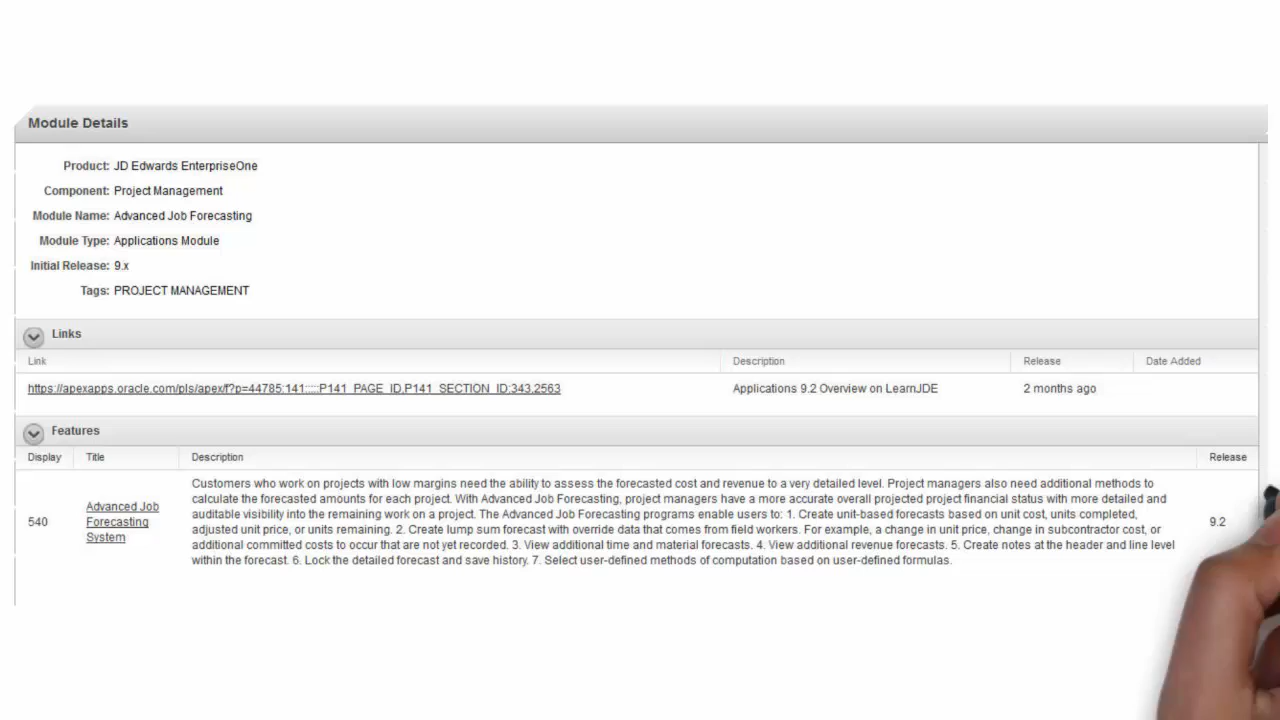 Module Details
Product: JD Edwards EnterpriseOne
Component: Project Management
Module Name: Advanced Job Forecasting
Module Type: Applications Module
Initial Release: 9.x
Tags: PROJECT MANAGEMENT
Links
Link Description Release Date Added
https://apexapps.oracle.com/pls/apex/f?p=44785:141:::::P141_PAGE_ID,P141_SECTION_ID:343,2563 Applications 9.2 Overview on LearnJDE 2 months ago
Features
Display Title Description Release
540
Advanced Job
Forecasting
System
Customers who work on projects with low margins need the ability to assess the forecasted cost and revenue to a very detailed level. Project managers also need additional methods to
calculate the forecasted amounts for each project. With Advanced Job Forecasting, project managers have a more accurate overall projected project financial status with more detailed and
auditable visibility into the remaining work on a project. The Advanced Job Forecasting programs enable users to: 1. Create unit-based forecasts based on unit cost, units completed,
adjusted unit price, or units remaining. 2. Create lump sum forecast with override data that comes from field workers. For example, a change in unit price, change in subcontractor cost, or
additional committed costs to occur that are not yet recorded. 3. View additional time and material forecasts. 4. View additional revenue forecasts. 5. Create notes at the header and line level
within the forecast. 6. Lock the detailed forecast and save history. 7. Select user-defined methods of computation based on user-defined formulas.
9.2